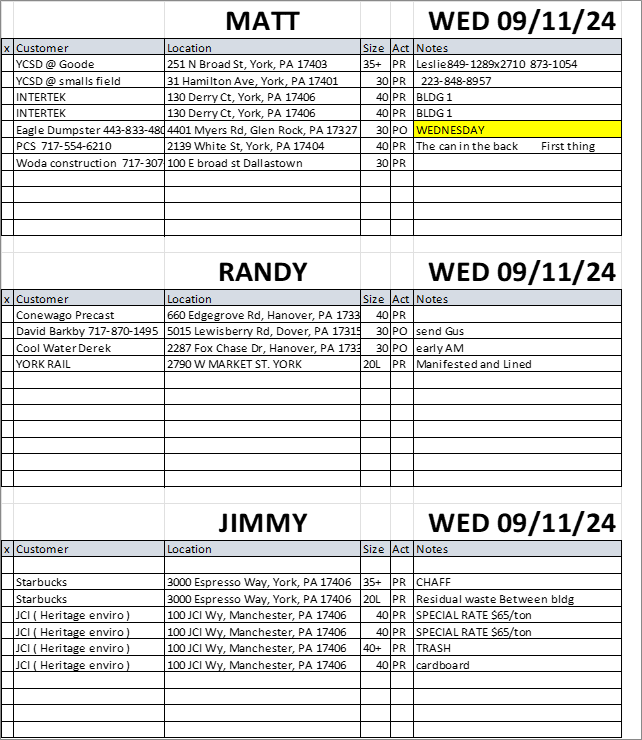 MATT WED 09/11/24
x Customer Location Size Act Notes
YCSD @ Goode 251 N Broad St, York, PA 17403 35+ PR Leslie849-1289x2710 873-1054
YCSD @ smalls field 31 Hamilton Ave, York, PA 17401 30 PR 223-848-8957
INTERTEK 130 Derry Ct, York, PA 17406 40 PR BLDG 1
INTERTEK 130 Derry Ct, York, PA 17406 40 PR BLDG 1
Eagle Dumpster 443-833-480 4401 Myers Rd, Glen Rock, PA 17327 30 PO WEDNESDAY
PCS 717-554-6210 2139 White St, York, PA 17404 40 PR The can in the back First thing
Woda construction 717-307 100 E broad st Dallastown 30 PR
RANDY WED 09/11/24
x Customer Location Size Act Notes
Conewago Precast 660 Edgegrove Rd, Hanover, PA 1733 40 PR
David Barkby 717-870-1495 5015 Lewisberry Rd, Dover, PA 17315 30 PO send Gus
Cool Water Derek 2287 Fox Chase Dr, Hanover, PA 1733 30 PO early AM
YORK RAIL 2790 W MARKET ST. YORK 20L PR Manifested and Lined
JIMMY WED 09/11/24
x Customer Location Size Act Notes
Starbucks 3000 Espresso Way, York, PA 17406 35+ PR CHAFF
Starbucks 3000 Espresso Way, York, PA 17406 20L PR Residual waste Between bldg
JCI ( Heritage enviro ) 100 JCI Wy, Manchester, PA 17406 40 PR SPECIAL RATE $65/ton
JCI ( Heritage enviro ) 100 JCI Wy, Manchester, PA 17406 40 PR SPECIAL RATE $65/ton
JCI ( Heritage enviro ) 100 JCI Wy, Manchester, PA 17406 40+ PR TRASH
JCI ( Heritage enviro ) 100 JCI Wy, Manchester, PA 17406 40 PR cardboard